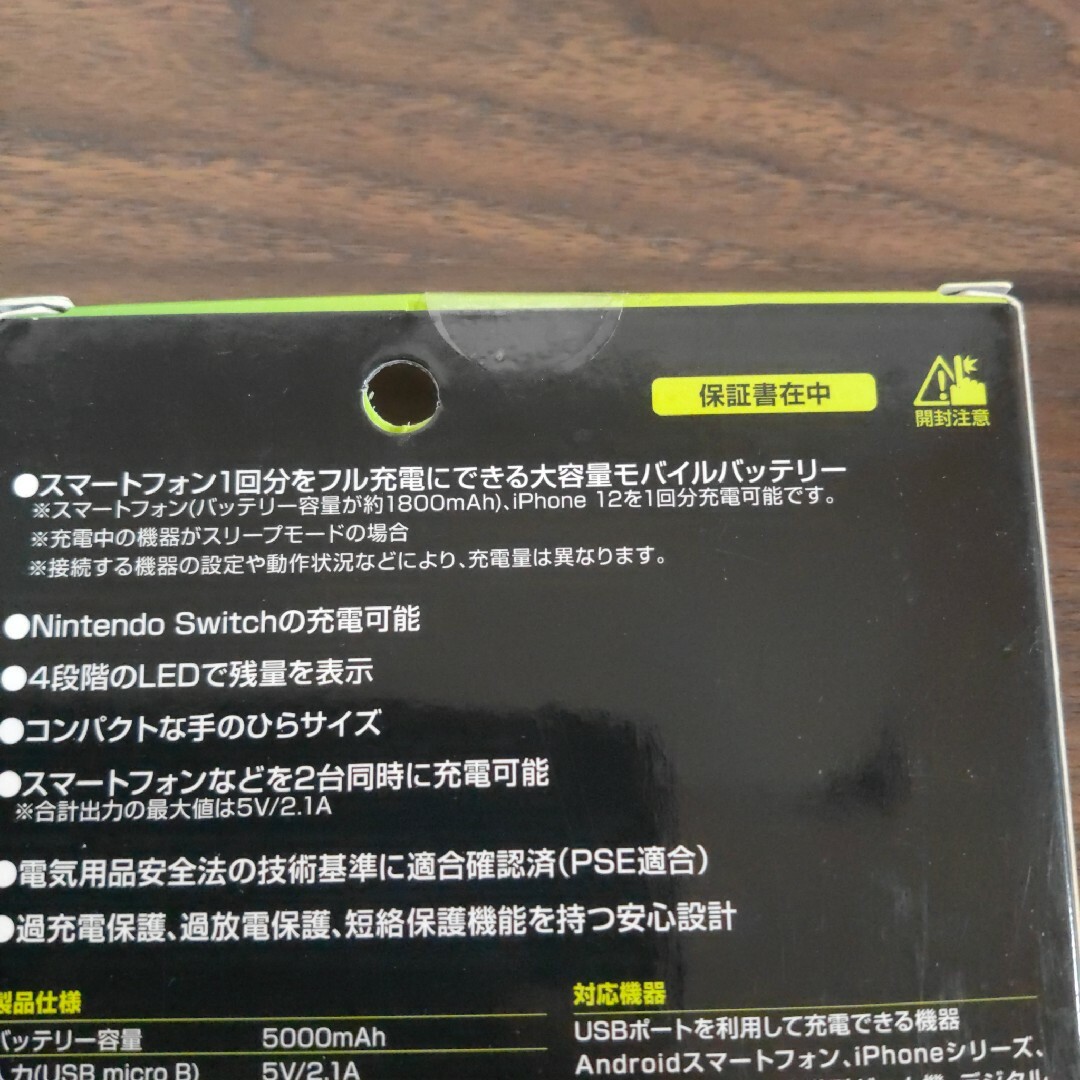 保証書在中
開封注意
●スマートフォン1回分をフル充電にできる大容量モバイルバッテリー
※スマートフォン(バッテリー容量が約1800mAh)、iPhone 12を1回分充電可能です。
※充電中の機器がスリープモードの場合
※接続する機器の設定や動作状況などにより、充電量は異なります。
●Nintendo Switchの充電可能
●4段階のLEDで残量を表示
●コンパクトな手のひらサイズ
●スマートフォンなどを2台同時に充電可能
※合計出力の最大値は5V/2.1A
●電気用品安全法の技術基準に適合確認済(PSE適合)
●過充電保護、過放電保護、短絡保護機能を持つ安心設計
製品仕様
バッテリー容量 5000mAh
入力(USB micro B) 5V/2.1A
対応機器
USBポートを利用して充電できる機器
Androidスマートフォン、iPhoneシリーズ、